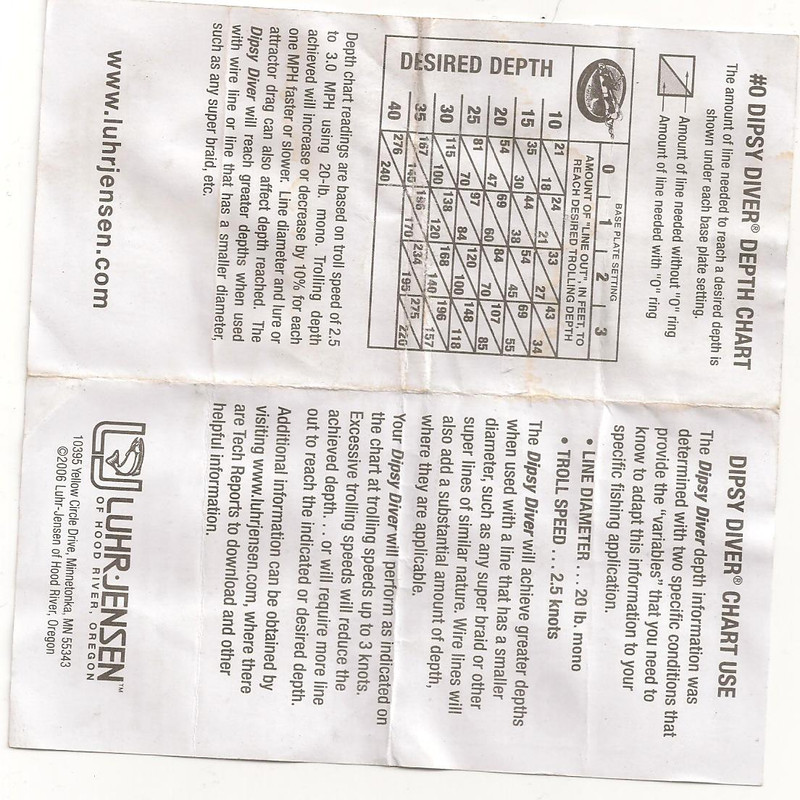 #0 DIPSY DIVER® DEPTH CHART
The amount of line needed to reach a desired depth is
shown under each base plate setting.
Amount of line needed without "O" ring
Amount of line needed with "O" ring
BASE PLATE SETTING
0 1 2 3
AMOUNT OF "LINE OUT", IN FEET, TO
REACH DESIRED TROLLING DEPTH
DESIRED DEPTH
10 21 18 24 21 33 27 43 34
15 35 30 44 38 54 45 69 55
20 54 47 69 60 84 70 107 85
25 81 70 97 84 120 100 148 118
30 115 100 138 120 168 140 196 157
35 167 170 234 275 220
40 276 240
Depth chart readings are based on troll speed of 2.5
to 3.0 MPH using 20-lb. mono. Trolling depth
achieved will increase or decrease by 10% for each
one MPH faster or slower. Line diameter and lure or
attractor drag can also affect depth reached. The
Dipsy Diver will reach greater depths when used
with wire line or line that has a smaller diameter,
such as any super braid, etc.
www.luhrjensen.com
DIPSY DIVER® CHART USE
The Dipsy Diver depth information was
determined with two specific conditions that
provide the "variables" that you need to
know to adapt this information to your
specific fishing application.
• LINE DIAMETER . . . 20 lb. mono
• TROLL SPEED . . . 2.5 knots
The Dipsy Diver will achieve greater depths
when used with a line that has a smaller
diameter, such as any super braid or other
super lines of similar nature. Wire lines will
also add a substantial amount of depth,
where they are applicable.
Your Dipsy Diver will perform as indicated on
the chart at trolling speeds up to 3 knots.
Excessive trolling speeds will reduce the
achieved depth . . . or will require more line
out to reach the indicated or desired depth.
Additional information can be obtained by
visiting www.luhrjensen.com, where there
are Tech Reports to download and other
helpful information.
LUHR-JENSEN™
OF HOOD RIVER, OREGON
10395 Yellow Circle Drive, Minnetonka, MN 55343
©2006 Luhr-Jensen of Hood River, Oregon